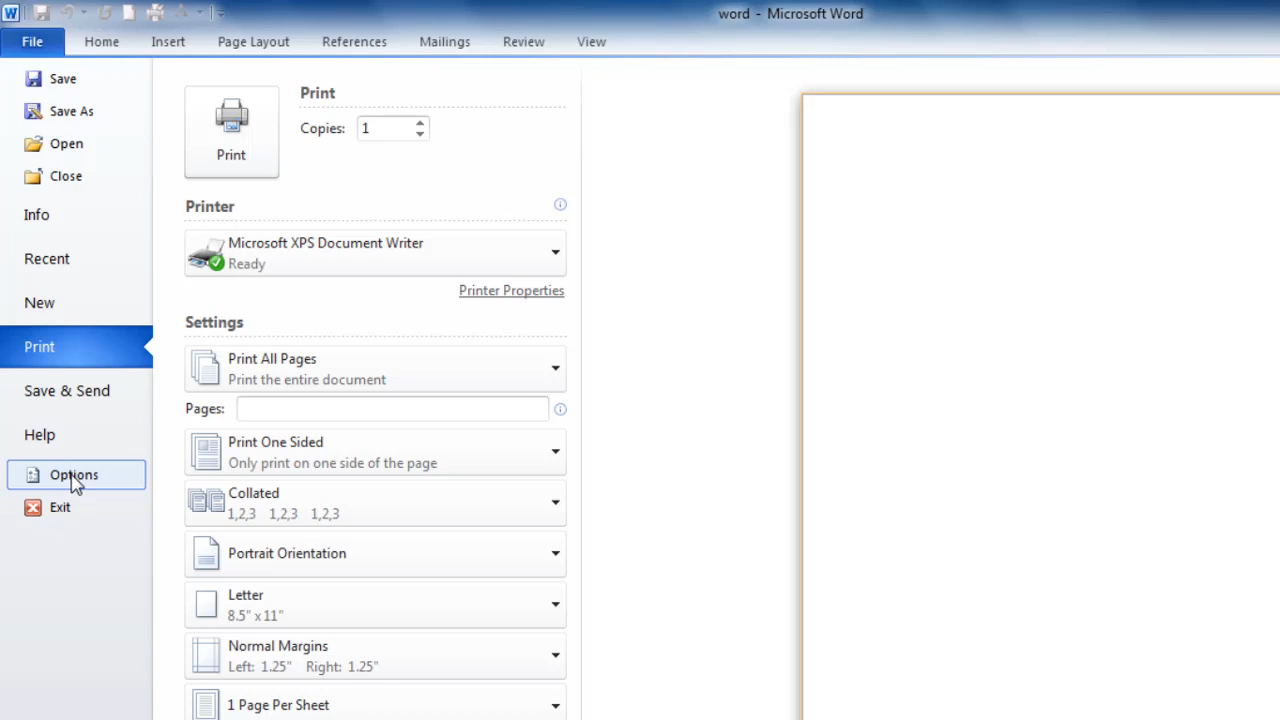 word - Microsoft Word
File Home Insert Page Layout References Mailings Review View
Save
Save As
Open
Close
Info
Recent
New
Print
Save & Send
Help
Options
Exit
Print
Print
Copies: 1
Printer
Microsoft XPS Document Writer
Ready
Printer Properties
Settings
Print All Pages
Print the entire document
Pages:
Print One Sided
Only print on one side of the page
Collated
1,2,3 1,2,3 1,2,3
Portrait Orientation
Letter
8.5" x 11"
Normal Margins
Left: 1.25" Right: 1.25"
1 Page Per Sheet